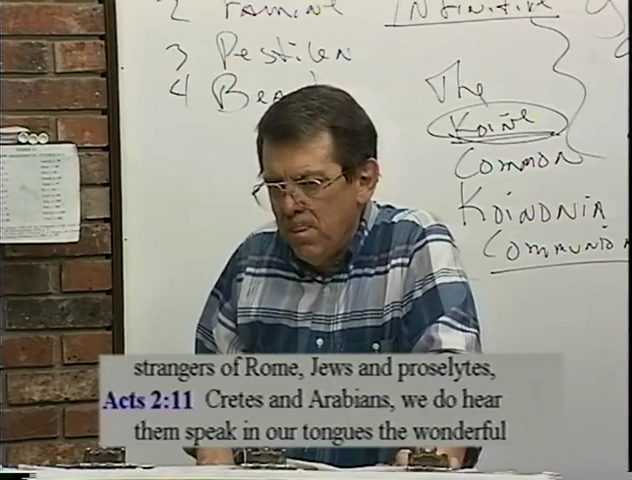 2 Famine
3 Pestilen
4 Bea
Infinitive
The
Koine
Common
Koinonia
Communion
strangers of Rome, Jews and proselytes,
Acts 2:11 Cretes and Arabians, we do hear
them speak in our tongues the wonderful